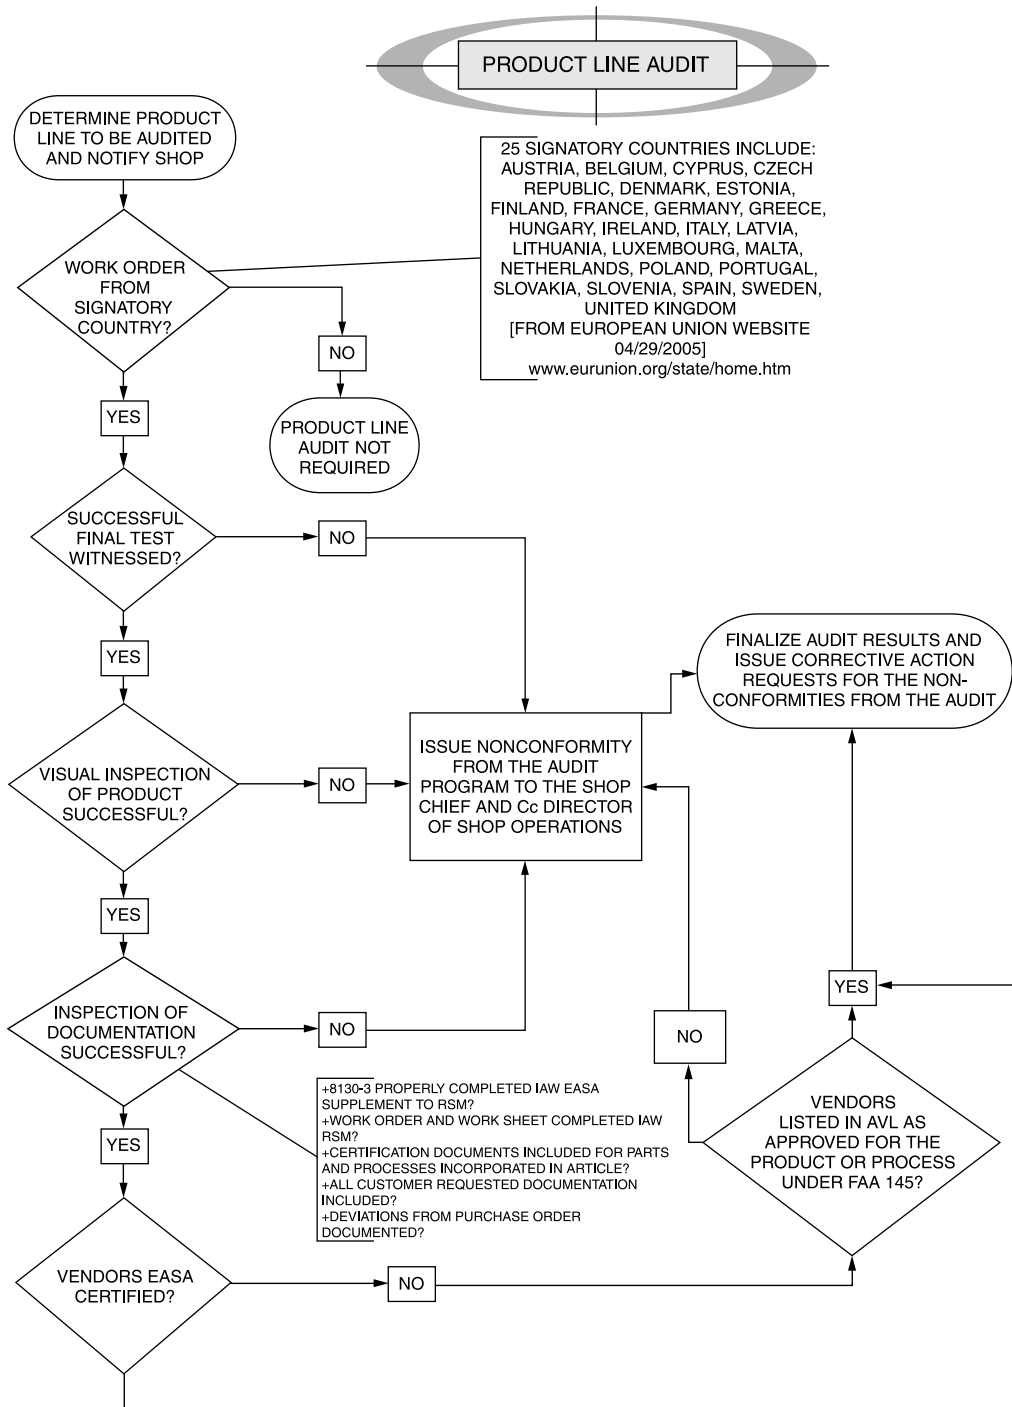 PRODUCT LINE AUDIT
DETERMINE PRODUCT
LINE TO BE AUDITED
AND NOTIFY SHOP
25 SIGNATORY COUNTRIES INCLUDE:
AUSTRIA, BELGIUM, CYPRUS, CZECH
REPUBLIC, DENMARK, ESTONIA,
FINLAND, FRANCE, GERMANY, GREECE,
HUNGARY, IRELAND, ITALY, LATVIA,
LITHUANIA, LUXEMBOURG, MALTA,
NETHERLANDS, POLAND, PORTUGAL,
SLOVAKIA, SLOVENIA, SPAIN, SWEDEN,
UNITED KINGDOM
[FROM EUROPEAN UNION WEBSITE
04/29/2005]
www.eurunion.org/state/home.htm
WORK ORDER
FROM
SIGNATORY
COUNTRY?
NO
PRODUCT LINE
AUDIT NOT
REQUIRED
YES
SUCCESSFUL
FINAL TEST
WITNESSED?
NO
YES
FINALIZE AUDIT RESULTS AND
ISSUE CORRECTIVE ACTION
REQUESTS FOR THE NON-
CONFORMITIES FROM THE AUDIT
VISUAL INSPECTION
OF PRODUCT
SUCCESSFUL?
NO
ISSUE NONCONFORMITY
FROM THE AUDIT
PROGRAM TO THE SHOP
CHIEF AND Cc DIRECTOR
OF SHOP OPERATIONS
YES
INSPECTION OF
DOCUMENTATION
SUCCESSFUL?
NO
NO
YES
+8130-3 PROPERLY COMPLETED IAW EASA
SUPPLEMENT TO RSM?
+WORK ORDER AND WORK SHEET COMPLETED IAW
RSM?
+CERTIFICATION DOCUMENTS INCLUDED FOR PARTS
AND PROCESSES INCORPORATED IN ARTICLE?
+ALL CUSTOMER REQUESTED DOCUMENTATION
INCLUDED?
+DEVIATIONS FROM PURCHASE ORDER
DOCUMENTED?
VENDORS
LISTED IN AVL AS
APPROVED FOR THE
PRODUCT OR PROCESS
UNDER FAA 145?
YES
VENDORS EASA
CERTIFIED?
NO